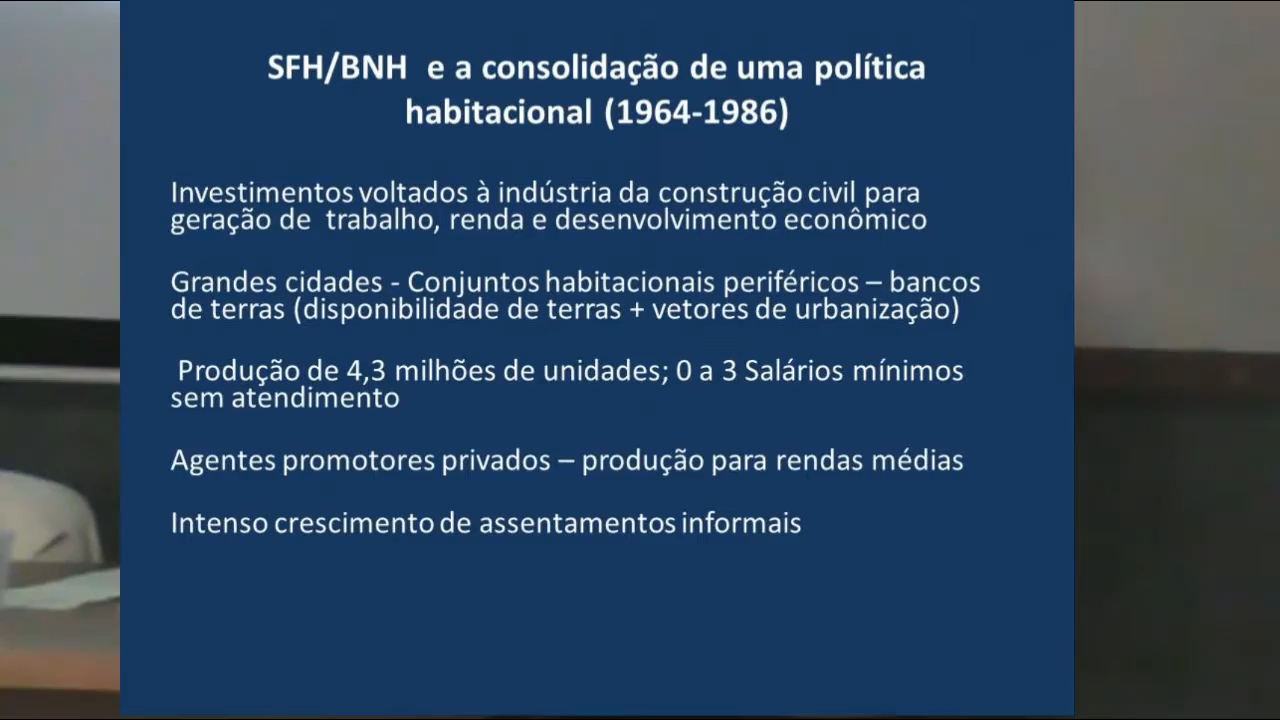 SFH/BNH e a consolidação de uma política
habitacional (1964-1986)
Investimentos voltados à indústria da construção civil para
geração de trabalho, renda e desenvolvimento econômico
Grandes cidades - Conjuntos habitacionais periféricos – bancos
de terras (disponibilidade de terras + vetores de urbanização)
Produção de 4,3 milhões de unidades; 0 a 3 Salários mínimos
sem atendimento
Agentes promotores privados – produção para rendas médias
Intenso crescimento de assentamentos informais